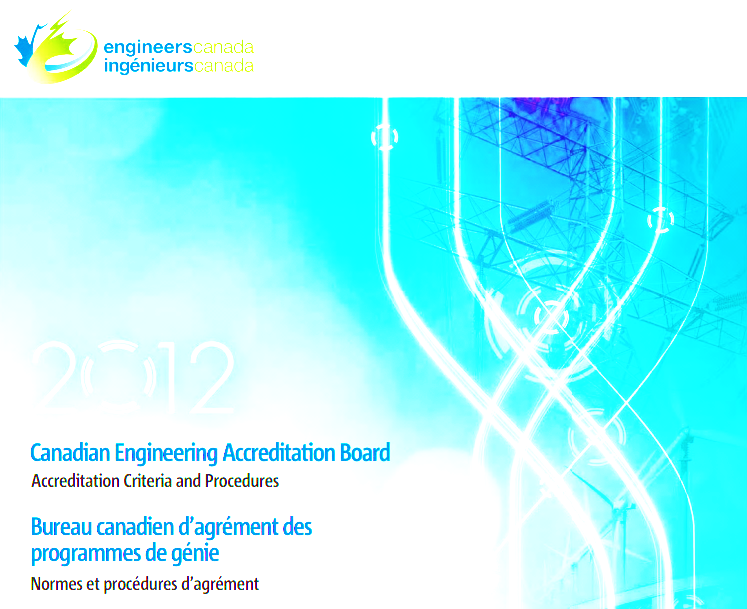 engineerscanada
ingénieurscanada
2012
Canadian Engineering Accreditation Board
Accreditation Criteria and Procedures
Bureau canadien d'agrément des
programmes de génie
Normes et procédures d'agrément